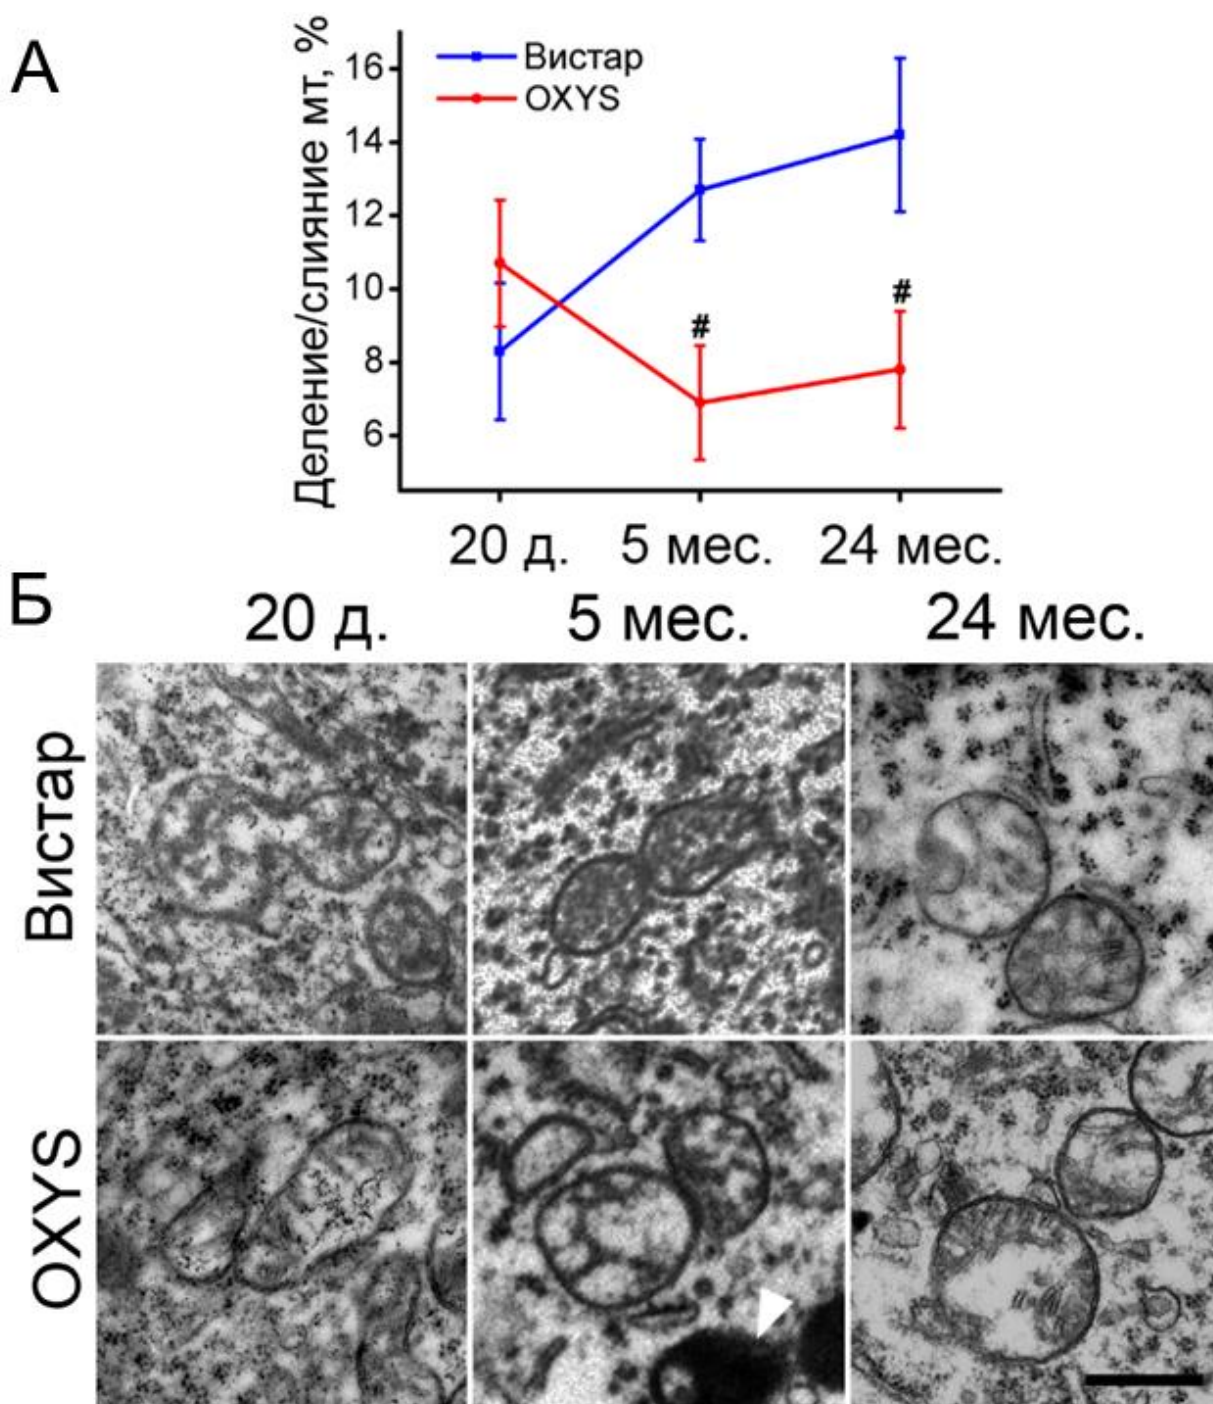 А
Деление/слияние мт, %
Вистар
OXYS
16
14
12
10
8
6
#
#
20 д.
5 мес.
24 мес.
Б
20 д.
5 мес.
24 мес.
Вистар
OXYS